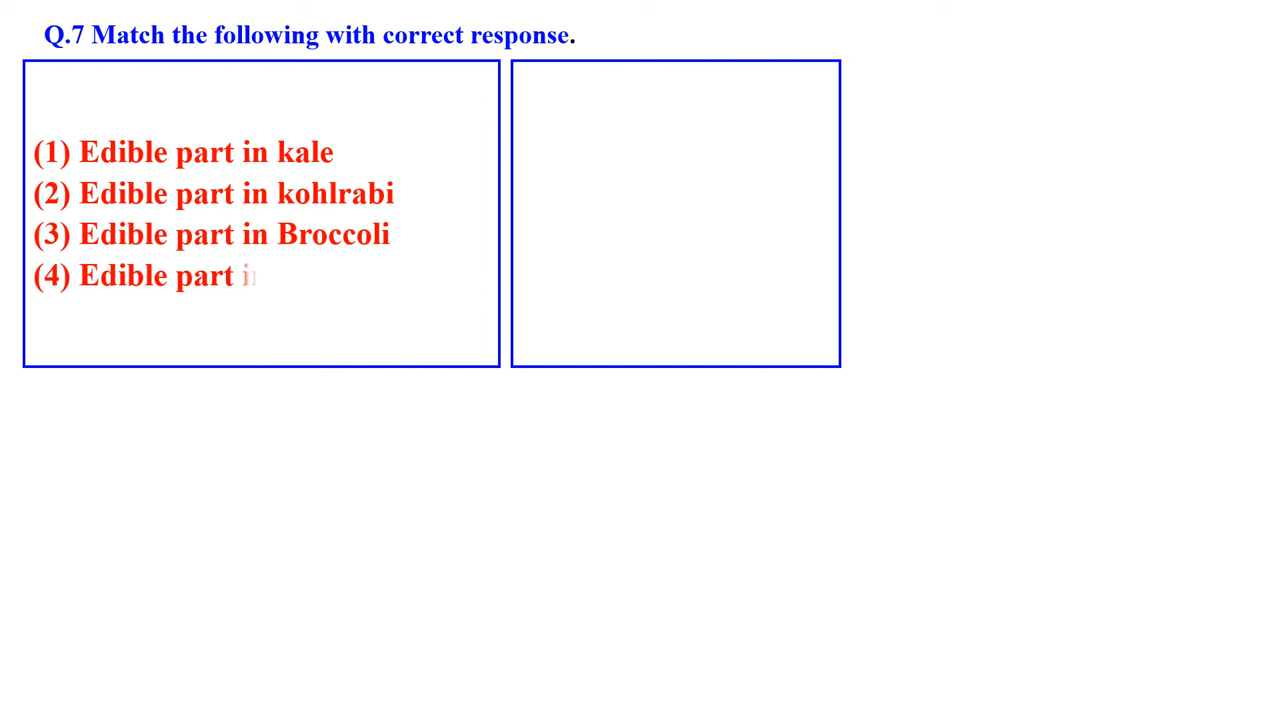 Q.7 Match the following with correct response.
(1) Edible part in kale
(2) Edible part in kohlrabi
(3) Edible part in Broccoli
(4) Edible part in